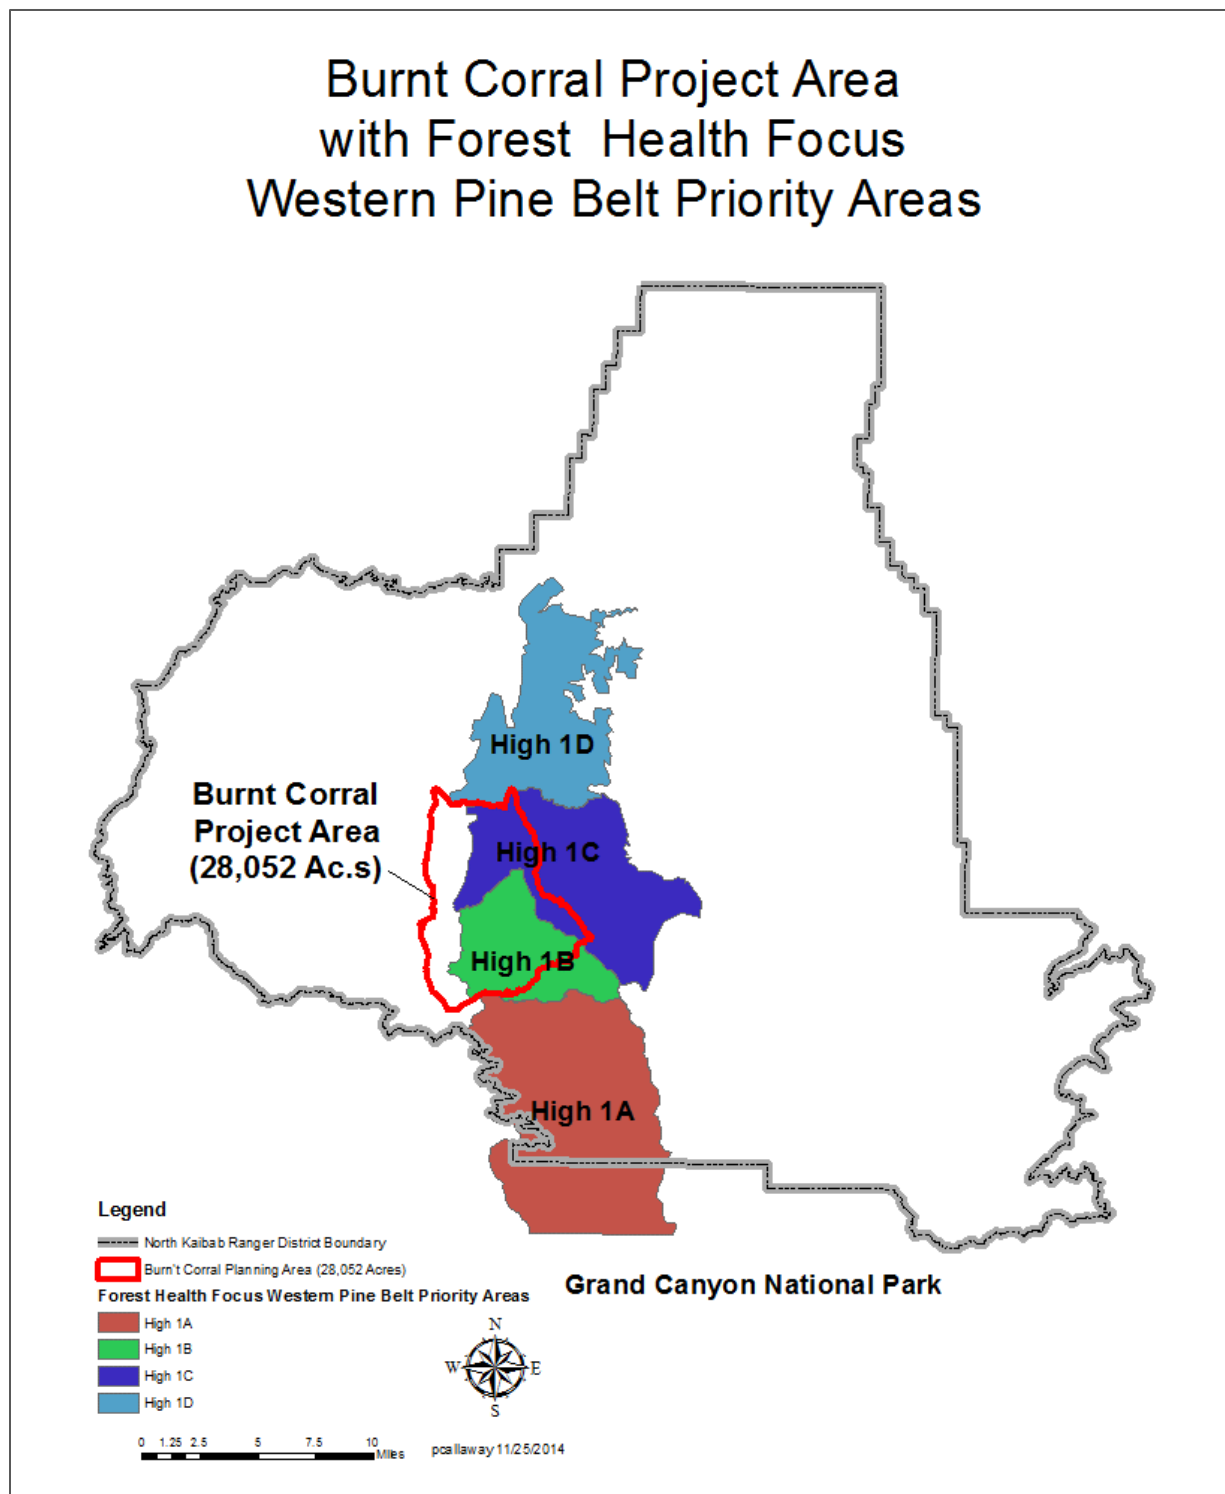 Burnt Corral Project Area
with Forest  Health Focus
Western Pine Belt Priority Areas
High 1D
Burnt Corral
Project Area
(28,052 Ac.s)
High 1C
High 1B
High 1A
Legend
North Kaibab Ranger District Boundary
Burn't Corral Planning Area (28,052 Acres)
Forest Health Focus Western Pine Belt Priority Areas
High 1A
High 1B
High 1C
High 1D
Grand Canyon National Park
N
W E
S
0 1.25 2.5 5 7.5 10
Miles
pcallaway 11/25/2014